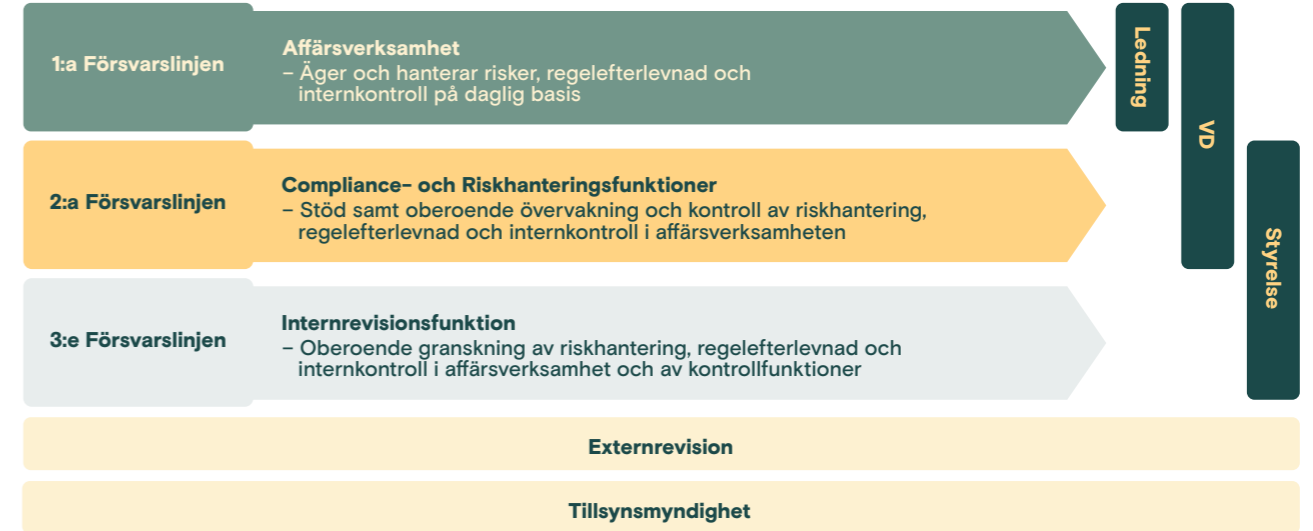 1:a Försvarslinjen
Affärsverksamhet
– Äger och hanterar risker, regelefterlevnad och
internkontroll på daglig basis
2:a Försvarslinjen
Compliance- och Riskhanteringsfunktioner
– Stöd samt oberoende övervakning och kontroll av riskhantering,
regelefterlevnad och internkontroll i affärsverksamheten
3:e Försvarslinjen
Internrevisionsfunktion
– Oberoende granskning av riskhantering, regelefterlevnad och
internkontroll i affärsverksamhet och av kontrollfunktioner
Ledning
VD
Styrelse
Externrevision
Tillsynsmyndighet